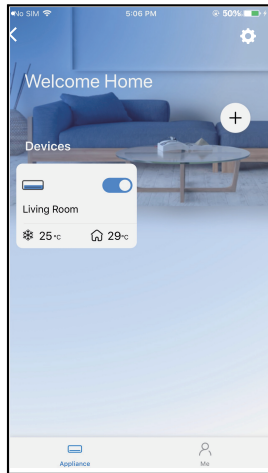 No SIM 5:06 PM 50%
Welcome Home
+
Devices
Living Room
25°C 29°C
Appliance Me